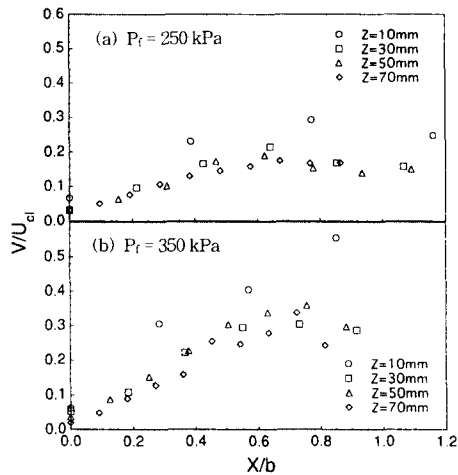 0.6
(a) P_f = 250 kPa
Z=10mm
Z=30mm
Z=50mm
Z=70mm
0.5
0.4
0.3
0.2
0.1
0.0
V/U_cl
(b) P_f = 350 kPa
0.5
0.4
0.3
0.2
0.1
0.0
Z=10mm
Z=30mm
Z=50mm
Z=70mm
0.0 0.2 0.4 0.6 0.8 1.0 1.2
X/b